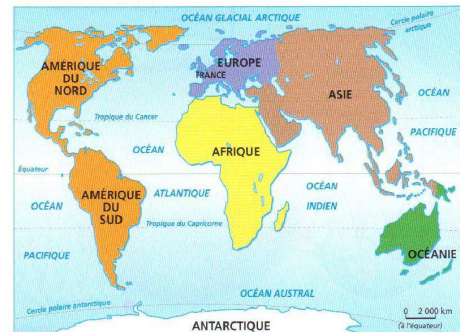 OCÉAN GLACIAL ARCTIQUE
Cercle polaire
arctique
AMÉRIQUE
DU
NORD
EUROPE
FRANCE
ASIE
OCÉAN
PACIFIQUE
Tropique du Cancer
OCÉAN
AFRIQUE
Équateur
ATLANTIQUE
OCÉAN
INDIEN
AMÉRIQUE
DU
SUD
OCÉAN
PACIFIQUE
Tropique du Capricorne
OCÉANIE
OCÉAN AUSTRAL
Cercle polaire antarctique
ANTARCTIQUE
0 2 000 km
(à l'équateur)